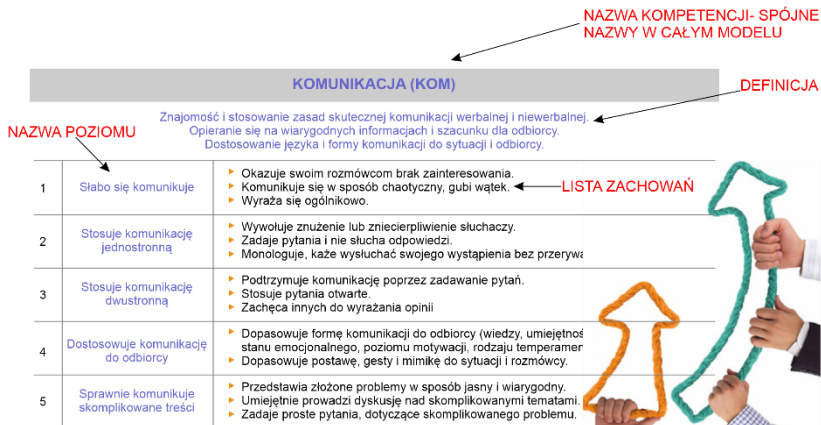 NAZWA KOMPETENCJI- SPÓJNE
NAZWY W CAŁYM MODELU
KOMUNIKACJA (KOM)
DEFINICJA
Znajomość i stosowanie zasad skutecznej komunikacji werbalnej i niewerbalnej.
Opieranie się na wiarygodnych informacjach i szacunku dla odbiorcy.
Dostosowanie języka i formy komunikacji do sytuacji i odbiorcy.
NAZWA POZIOMU
1
Słabo się komunikuje
Okazuje swoim rozmówcom brak zainteresowania.
Komunikuje się w sposób chaotyczny, gubi wątek.
Wyraża się ogólnikowo.
LISTA ZACHOWAŃ
2
Stosuje komunikację
jednostronną
Wywołuje znużenie lub zniecierpliwienie słuchaczy.
Zadaje pytania i nie słucha odpowiedzi.
Monologuje, każe wysłuchać swojego wystąpienia bez
3
Stosuje komunikację
dwustronną
Podtrzymuje komunikację poprzez zadawanie pytań.
Stosuje pytania otwarte.
Zachęca innych do wyrażania opinii
4
Dostosowuje komunikację
do odbiorcy
Dopasowuje formę komunikacji do odbiorcy (wiedzy,
stanu emocjonalnego, poziomu motywacji, rodzaju
Dopasowuje postawę, gesty i mimikę do sytuacji i rozmówcy.
5
Sprawnie komunikuje
skomplikowane treści
Przedstawia złożone problemy w sposób jasny i wiarygodny.
Umiejętnie prowadzi dyskusję nad skomplikowanymi tematami.
Zadaje proste pytania, dotyczące skomplikowanego problemu.